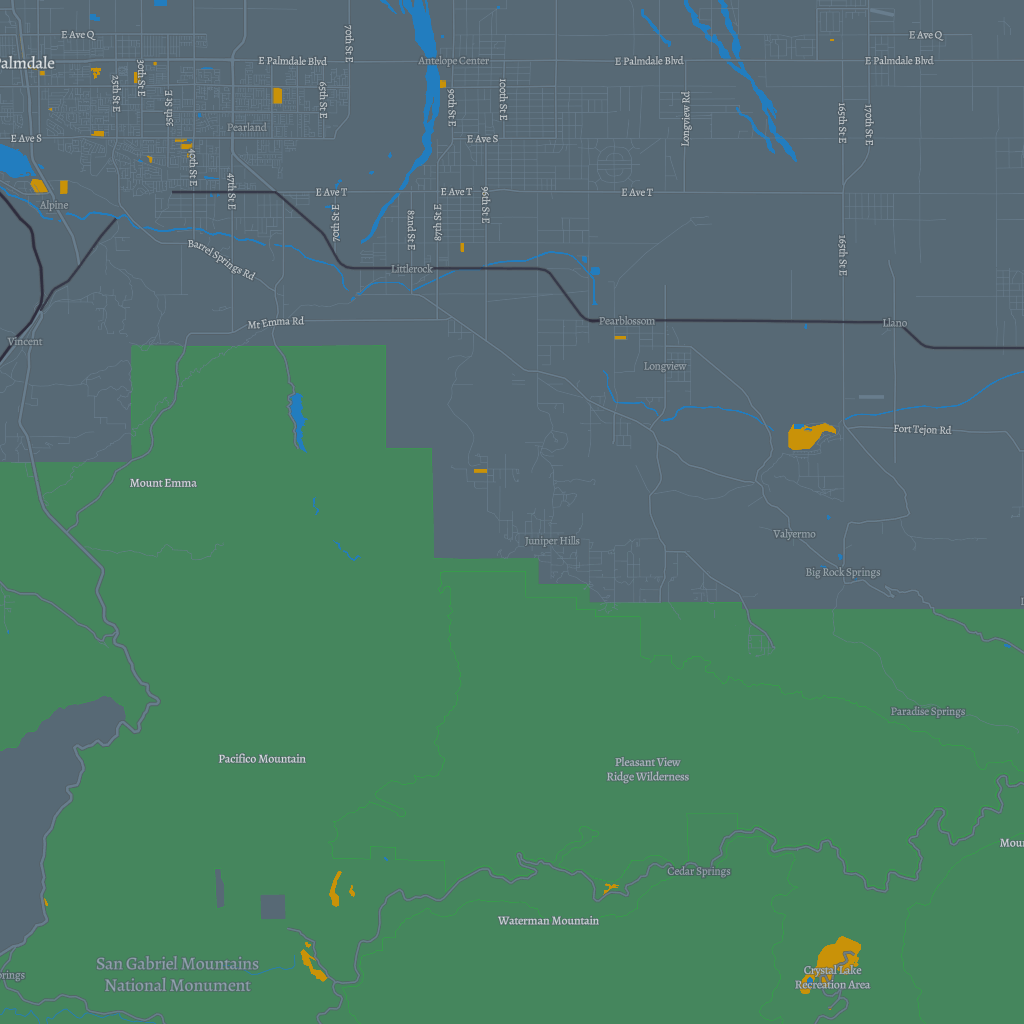 E Ave Q
E Ave Q
70th St E
Palmdale
E Palmdale Blvd
Antelope Center
E Palmdale Blvd
E Palmdale Blvd
30th St E
25th St E
35th St E
65th St E
90th St E
100th St E
Longview Rd
165th St E
170th St E
Pearland
E Ave S
E Ave S
40th St E
47th St E
E Ave T
E Ave T
96th St E
E Ave T
Alpine
70th St E
82nd St E
87th St E
165th St E
Barrel Springs Rd
Littlerock
Mt Emma Rd
Pearblossom
Llano
Vincent
Longview
Fort Tejon Rd
Mount Emma
Valyermo
Juniper Hills
Big Rock Springs
Paradise Springs
Pacifico Mountain
Pleasant View
Ridge Wilderness
Moun
Cedar Springs
Waterman Mountain
San Gabriel Mountains
National Monument
Crystal Lake
Recreation Area